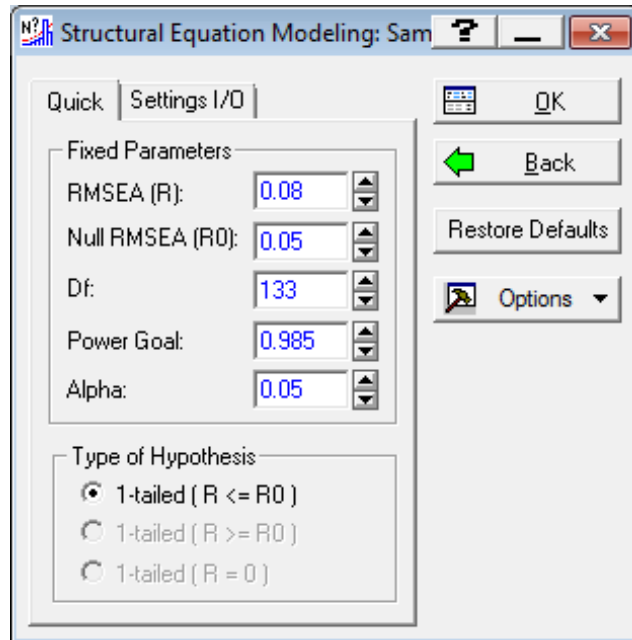 Structural Equation Modeling: Sam
Quick
Settings I/O
Fixed Parameters
RMSEA (R): 0.08
Null RMSEA (R0): 0.05
Df: 133
Power Goal: 0.985
Alpha: 0.05
Type of Hypothesis
1-tailed ( R <= R0 )
1-tailed ( R >= R0 )
1-tailed ( R = 0 )
OK
Back
Restore Defaults
Options